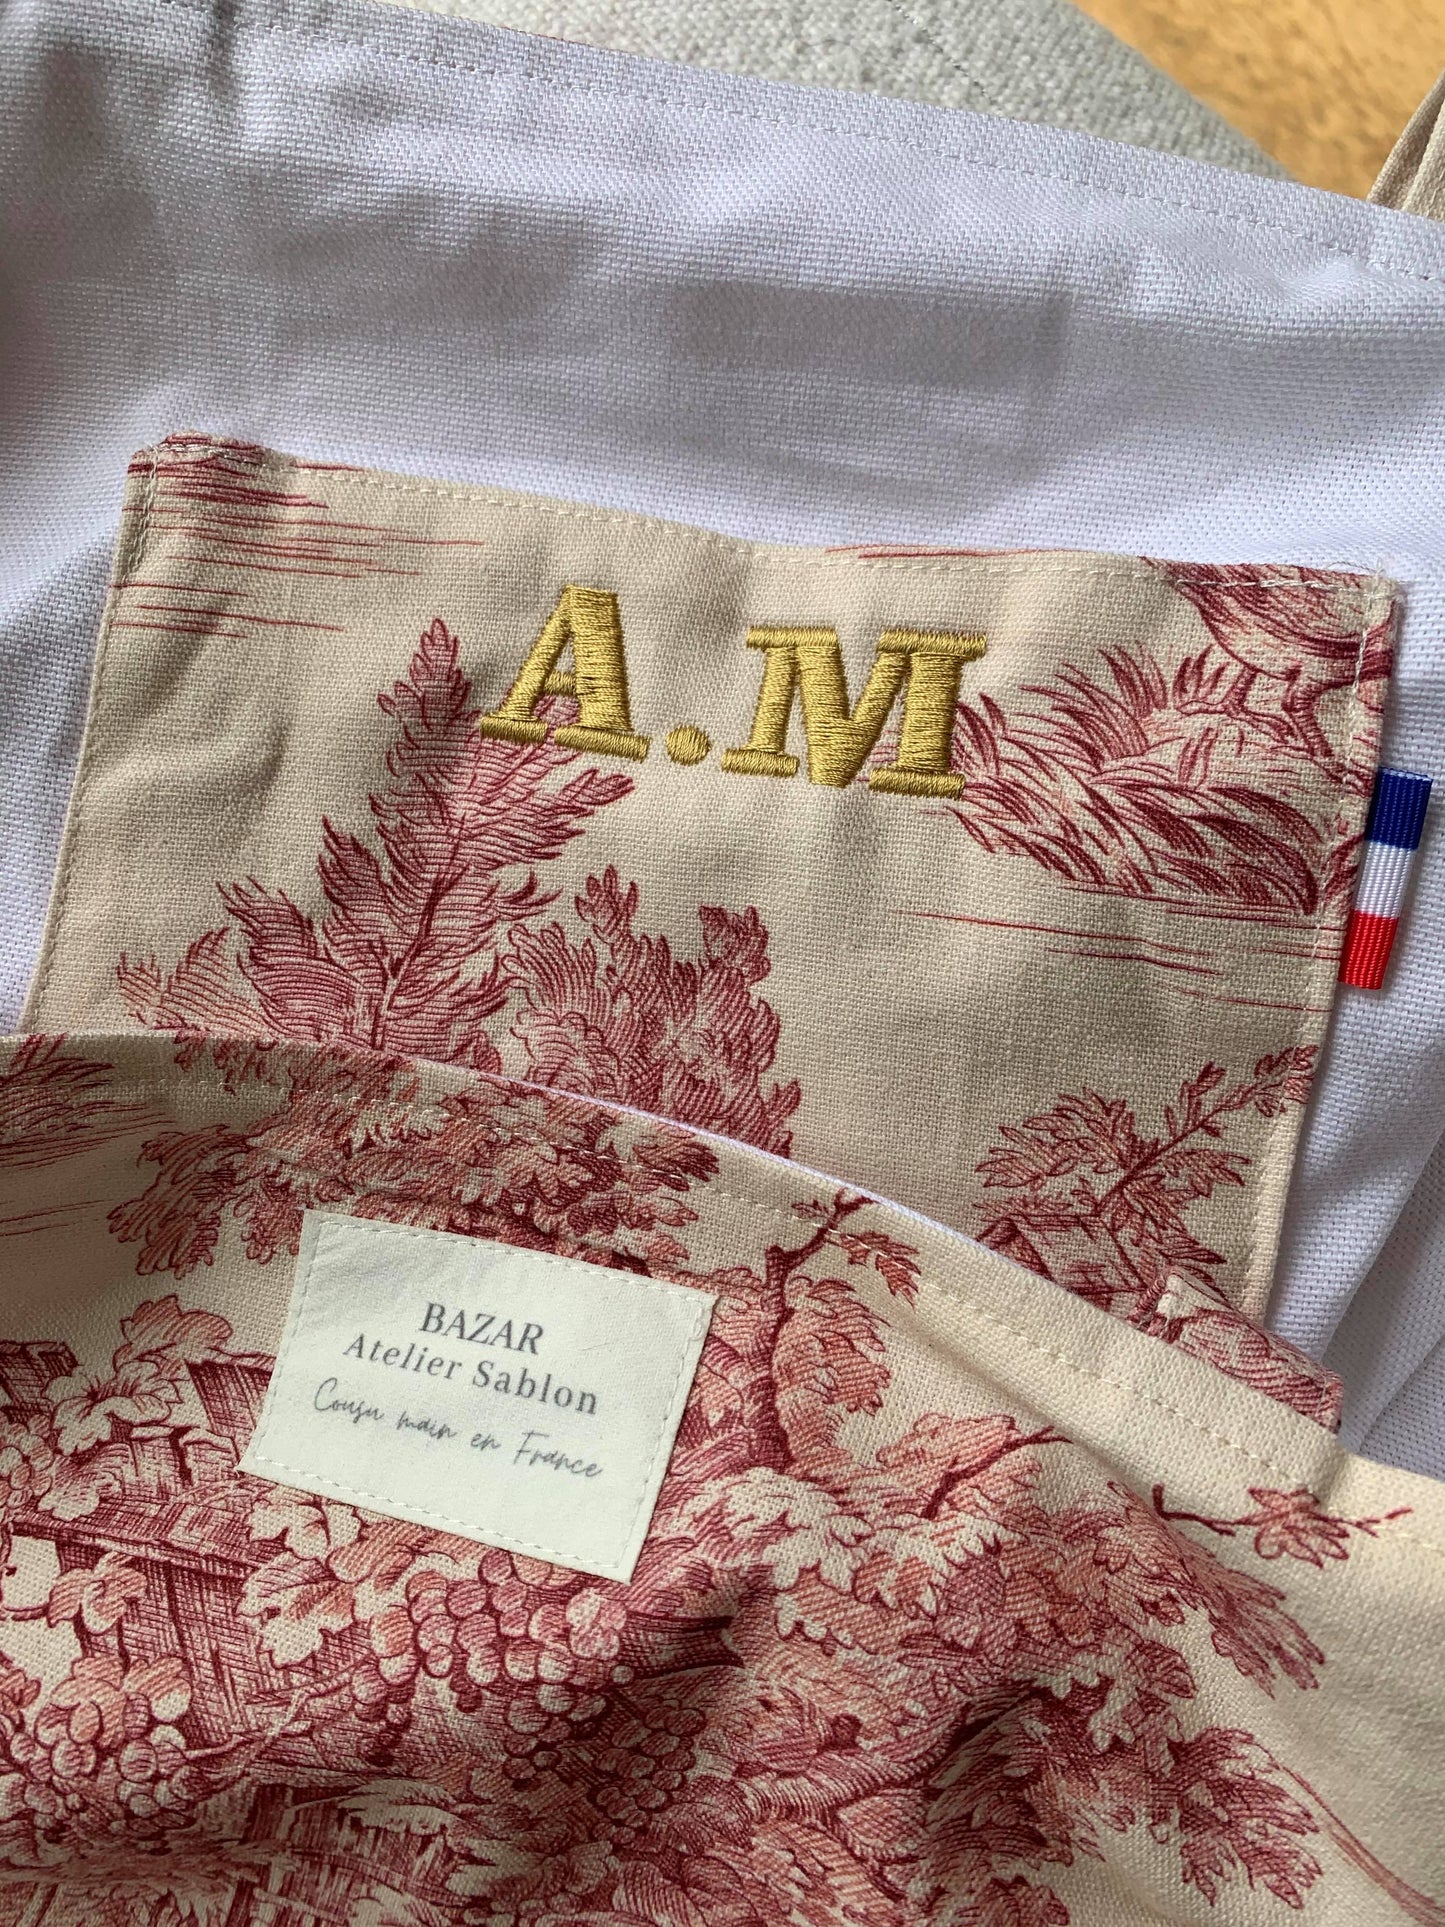 A.M
BAZAR
Atelier Sablon
Cousu main en France